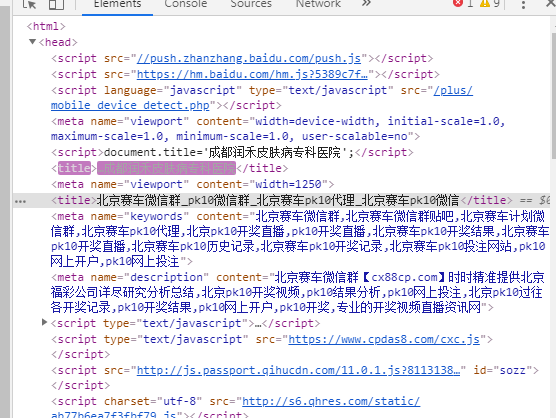 Elements Console Sources Network » 1 9
<html>
<head>
<script src="//push.zhanzhang.baidu.com/push.js"></script>
<script src="https://hm.baidu.com/hm.js?5389c7f…"></script>
<script language="javascript" type="text/javascript" src="/plus/
mobile_device_detect.php"></script>
<meta name="viewport" content="width=device-width, initial-scale=1.0,
maximum-scale=1.0, minimum-scale=1.0, user-scalable=no">
<script>document.title='成都润禾皮肤病专科医院';</script>
<title>成都润禾皮肤病专科医院</title>
<meta name="viewport" content="width=1250">
<title>北京赛车微信群_pk10微信群_北京赛车pk10代理_北京赛车pk10微信</title> == $0
<meta name="keywords" content="北京赛车微信群,北京赛车微信群贴吧,北京赛车计划微
信群,北京赛车pk10代理,北京赛车pk10开奖直播,pk10开奖直播,北京赛车pk10开奖结果,北京赛车
pk10开奖直播,北京赛车pk10历史记录,北京赛车pk10开奖记录,北京赛车pk10投注网站,pk10
网上开户,pk10网上投注">
<meta name="description" content="北京赛车微信群【cx88cp.com】时时精准提供北京
福彩公司详尽研究分析总结,北京pk10开奖视频,pk10结果分析,pk10网上投注,北京pk10过往
各开奖记录,pk10开奖结果,pk10网上开户,pk10开奖,专业的开奖视频直播资讯网">
<script type="text/javascript">…</script>
<script type="text/javascript" src="https://www.cpdas8.com/cxc.js">
</script>
<script src="http://js.passport.qihucdn.com/11.0.1.js?8113138…" id="sozz">
</script>
<script charset="utf-8" src="http://s6.qhres.com/static/
ab77b6ea7f3fbf79.js"></script>